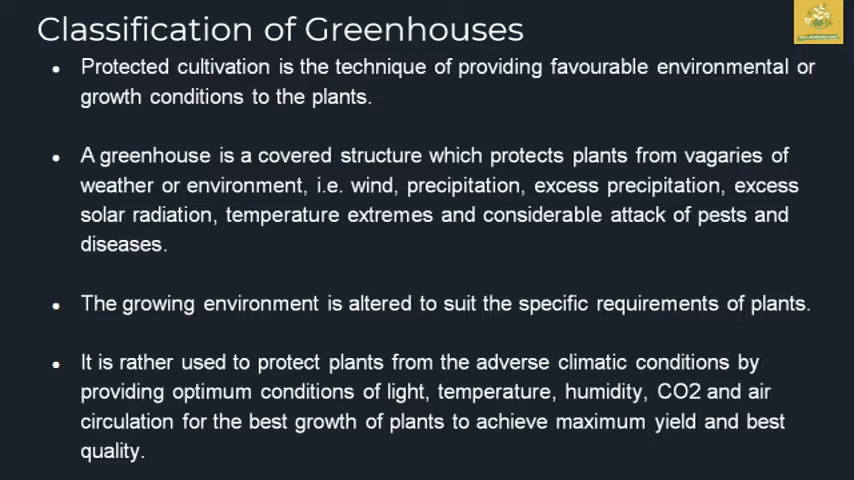 Classification of Greenhouses
• Protected cultivation is the technique of providing favourable environmental or
growth conditions to the plants.
• A greenhouse is a covered structure which protects plants from vagaries of
weather or environment, i.e. wind, precipitation, excess precipitation, excess
solar radiation, temperature extremes and considerable attack of pests and
diseases.
• The growing environment is altered to suit the specific requirements of plants.
• It is rather used to protect plants from the adverse climatic conditions by
providing optimum conditions of light, temperature, humidity, CO2 and air
circulation for the best growth of plants to achieve maximum yield and best
quality.